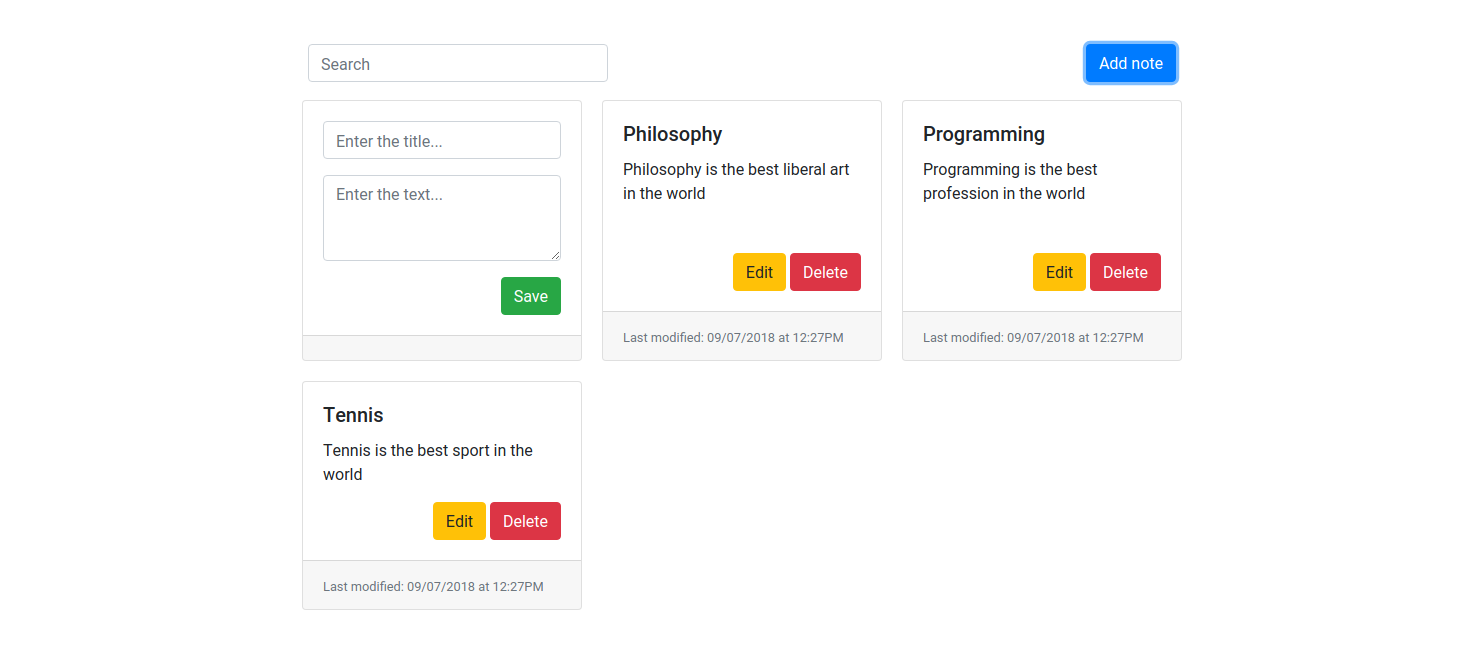 Search
Add note
Enter the title...
Enter the text...
Save
Philosophy
Philosophy is the best liberal art
in the world
Edit Delete
Last modified: 09/07/2018 at 12:27PM
Programming
Programming is the best
profession in the world
Edit Delete
Last modified: 09/07/2018 at 12:27PM
Tennis
Tennis is the best sport in the
world
Edit Delete
Last modified: 09/07/2018 at 12:27PM